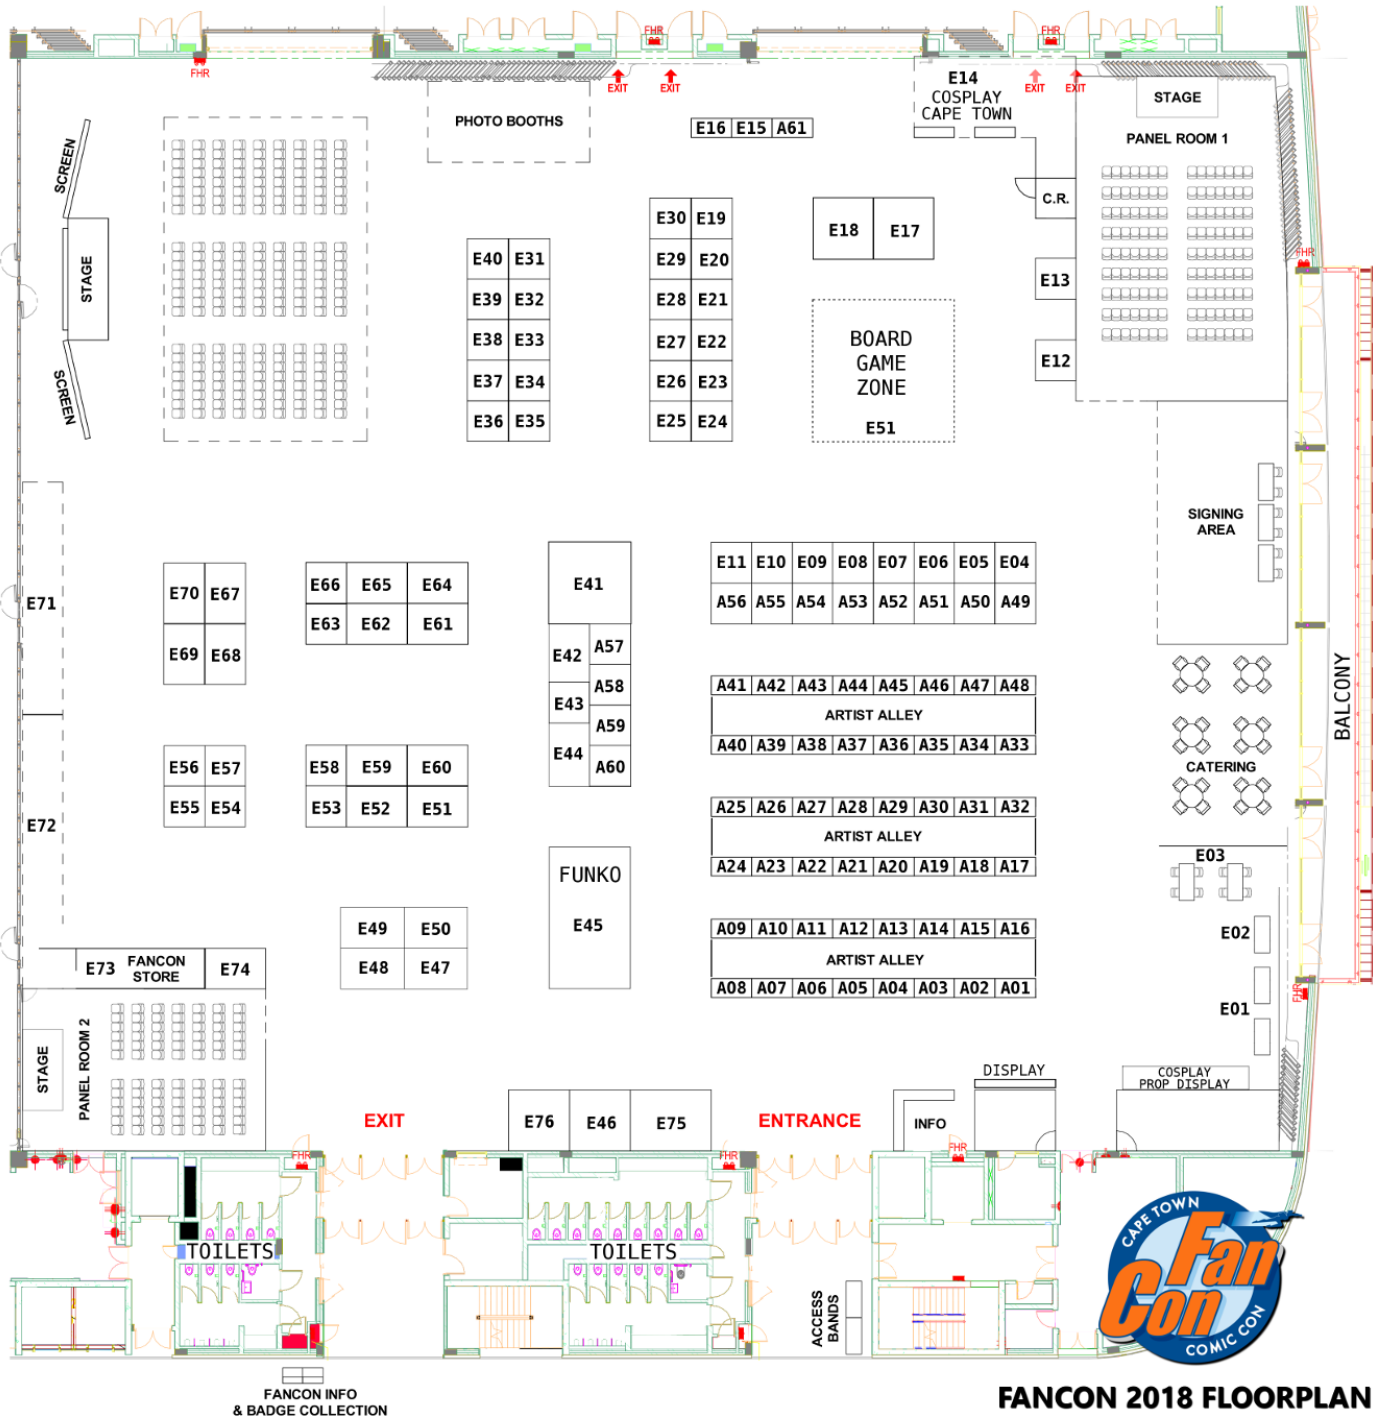 FHR
FHR
FHR
EXIT EXIT EXIT EXIT
E14
COSPLAY
CAPE TOWN
STAGE
PHOTO BOOTHS
E16 E15 A61
PANEL ROOM 1
SCREEN
STAGE
SCREEN
C.R.
E30 E19
E18 E17
E40 E31
E29 E20
FHR
E13
E39 E32
E28 E21
E38 E33
E27 E22
BOARD
GAME
ZONE
E51
E12
E37 E34
E26 E23
E36 E35
E25 E24
SIGNING
AREA
E71
E70 E67
E69 E68
E66 E65 E64
E63 E62 E61
E41
E42
E43
E44
A57
A58
A59
A60
E11 E10 E09 E08 E07 E06 E05 E04
A56 A55 A54 A53 A52 A51 A50 A49
A41 A42 A43 A44 A45 A46 A47 A48
ARTIST ALLEY
A40 A39 A38 A37 A36 A35 A34 A33
BALCONY
CATERING
E72
E56 E57
E55 E54
E58 E59 E60
E53 E52 E51
A25 A26 A27 A28 A29 A30 A31 A32
ARTIST ALLEY
A24 A23 A22 A21 A20 A19 A18 A17
E03
E02
E01
FUNKO
E45
E49 E50
E48 E47
A09 A10 A11 A12 A13 A14 A15 A16
ARTIST ALLEY
A08 A07 A06 A05 A04 A03 A02 A01
FHR
E73 FANCON
STORE
E74
STAGE
PANEL ROOM 2
DISPLAY
COSPLAY
PROP DISPLAY
EXIT
E76 E46 E75
ENTRANCE
INFO
FHR
FHR
FHR
TOILETS
TOILETS
ACCESS
BANDS
CAPE TOWN
Fan
Con
COMIC CON
FANCON INFO
& BADGE COLLECTION
FANCON 2018 FLOORPLAN